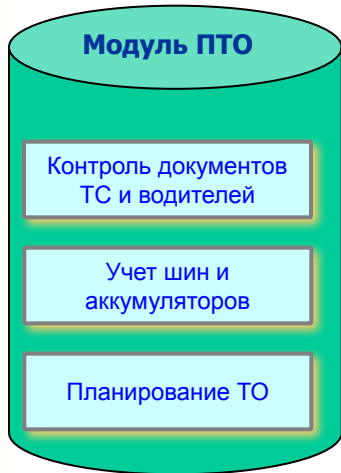 Модуль ПТО
Контроль документов
ТС и водителей
Учет шин и
аккумуляторов
Планирование ТО